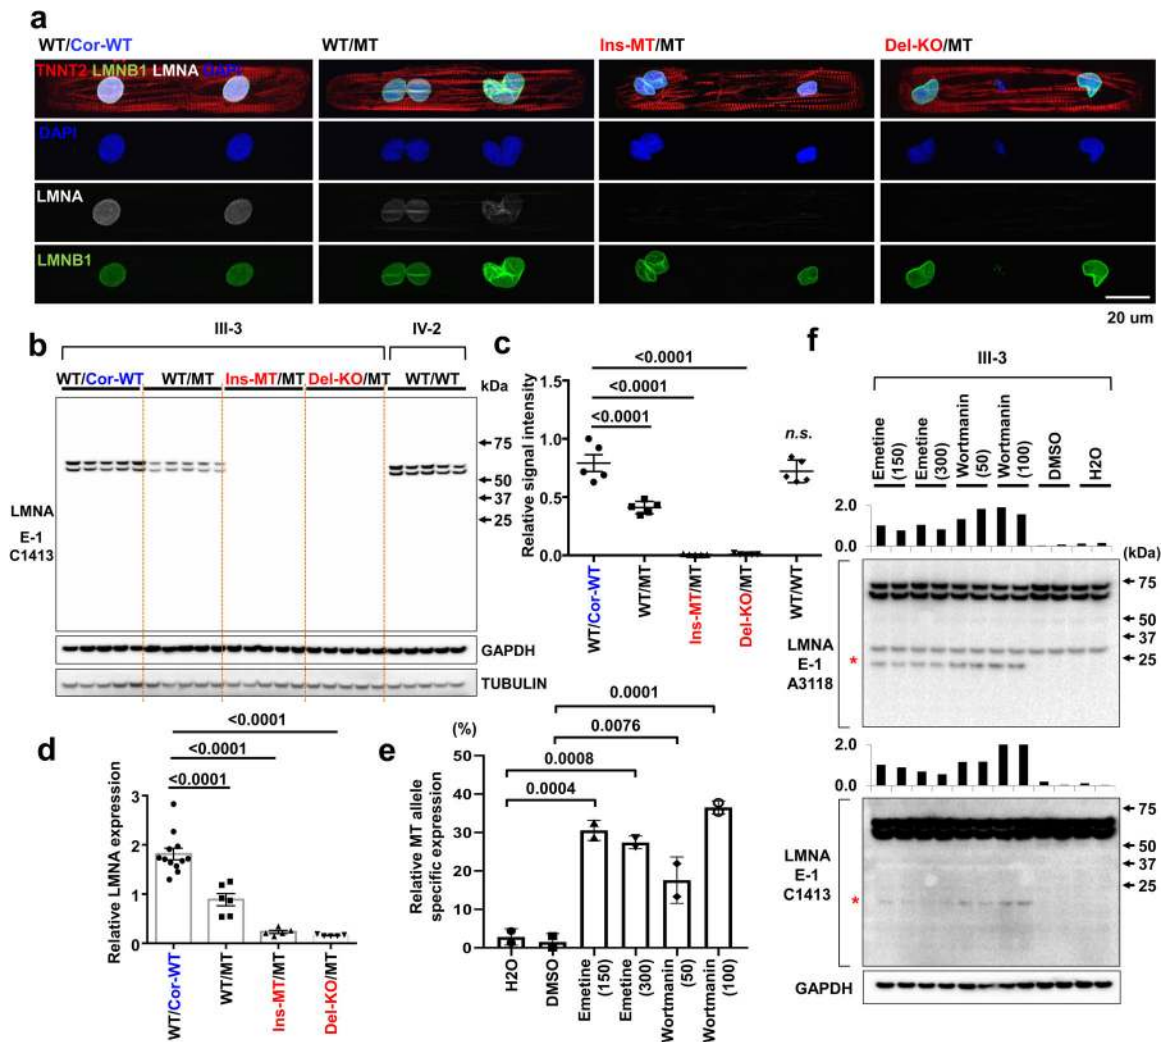 a
WT/Cor-WT WT/MT Ins-MT/MT Del-KO/MT
TNNT2 LMNB1 LMNA DAPI
DAPI
LMNA
LMNB1
20 um
b
III-3 IV-2
WT/Cor-WT WT/MT Ins-MT/MT Del-KO/MT WT/WT
kDa
75
50
37
25
LMNA
E-1
C1413
GAPDH
TUBULIN
c
<0.0001
<0.0001
<0.0001
n.s.
Relative signal intensity
1.5
1.0
0.5
0.0
WT/Cor-WT
WT/MT
Ins-MT/MT
Del-KO/MT
WT/WT
d
<0.0001
<0.0001
<0.0001
Relative LMNA expression
3
2
1
0
WT/Cor-WT
WT/MT
Ins-MT/MT
Del-KO/MT
e
(%)
0.0001
0.0076
0.0008
0.0004
Relative MT allele
specific expression
50
40
30
20
10
0
H2O
DMSO
Emetine
(150)
Emetine
(300)
Wortmanin
(50)
Wortmanin
(100)
f
III-3
Emetine
(150)
Emetine
(300)
Wortmanin
(50)
Wortmanin
(100)
DMSO
H2O
2.0
0.0
(kDa)
75
50
37
25
LMNA
E-1
A3118
*
2.0
0.0
75
50
37
25
LMNA
E-1
C1413
*
GAPDH